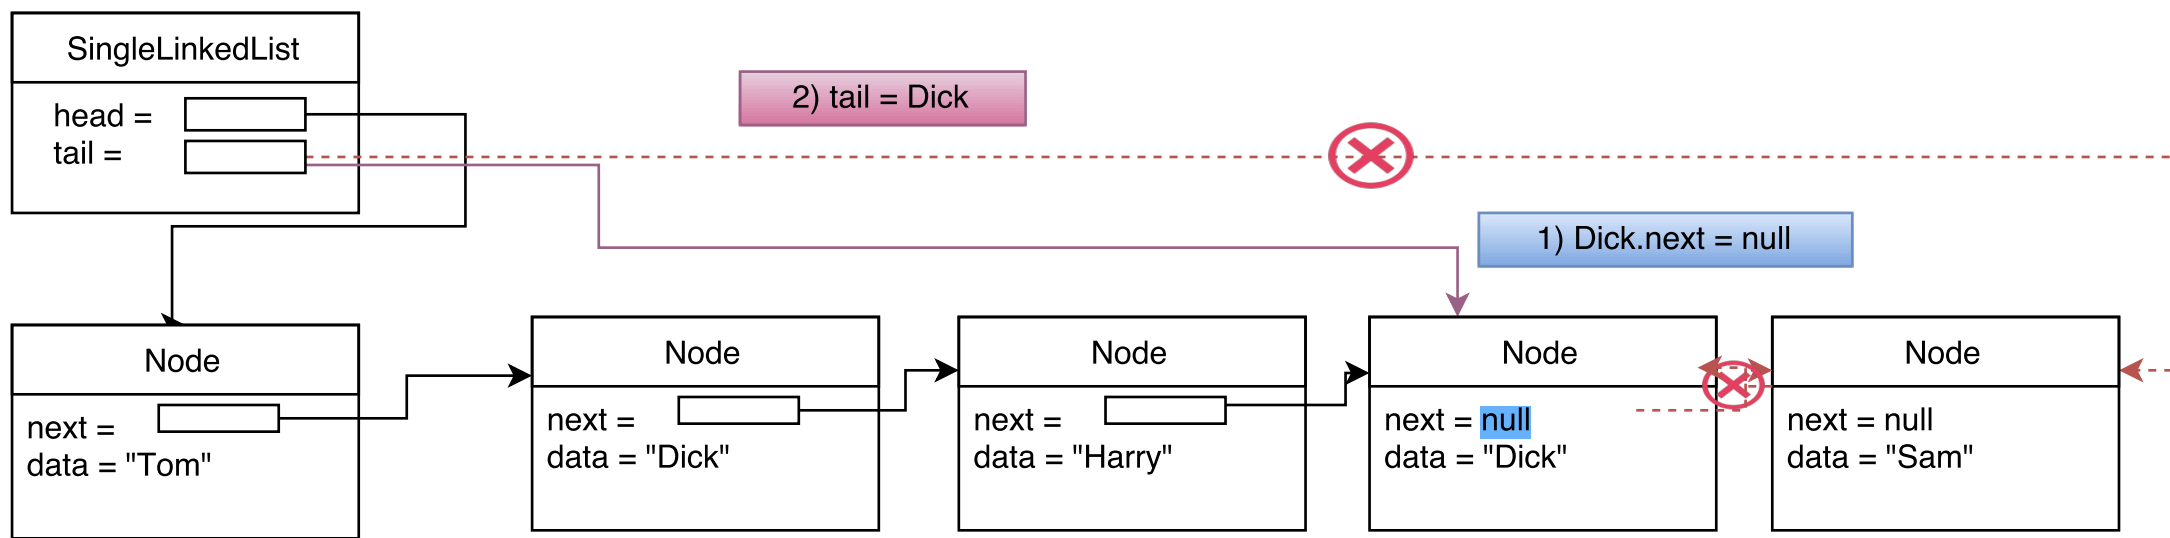 SingleLinkedList
head =
tail =
2) tail = Dick
1) Dick.next = null
Node
next =
data = "Tom"
Node
next =
data = "Dick"
Node
next =
data = "Harry"
Node
next = null
data = "Dick"
Node
next = null
data = "Sam"